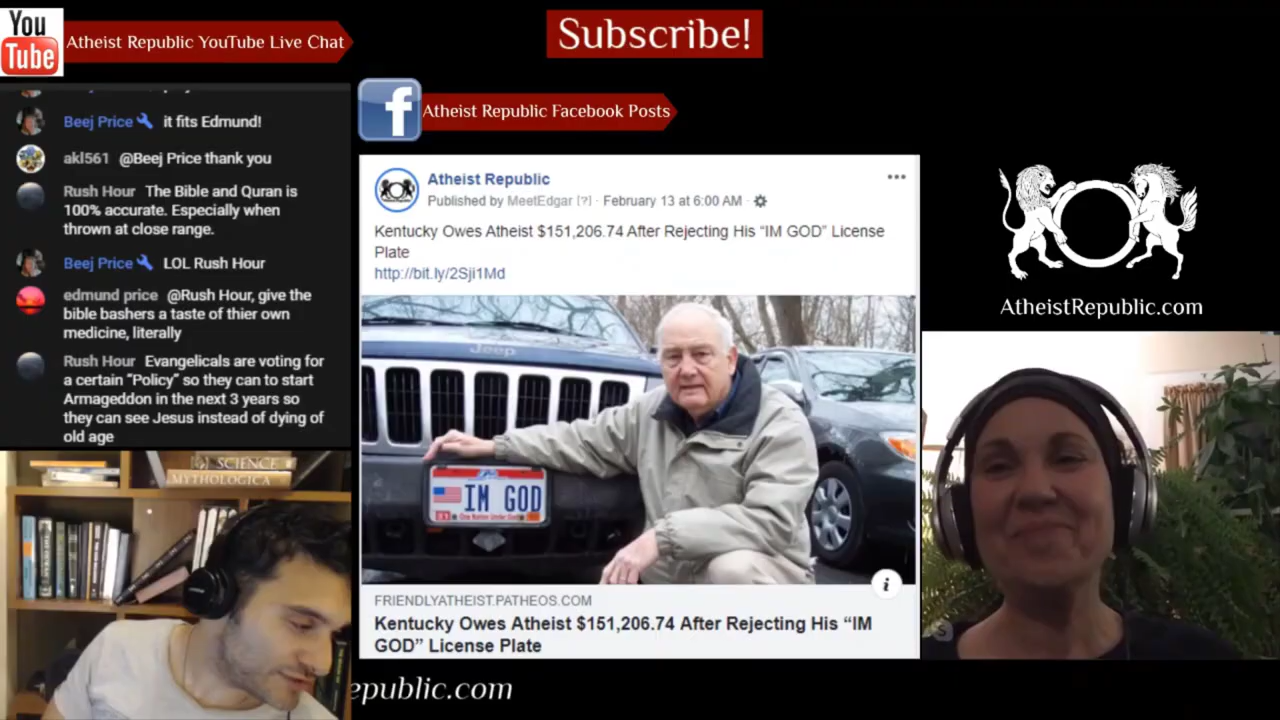 You
Tube
Atheist Republic YouTube Live Chat
Subscribe!
Beej Price it fits Edmund!
akl561 @Beej Price thank you
Rush Hour The Bible and Quran is
100% accurate. Especially when
thrown at close range.
Beej Price LOL Rush Hour
edmund price @Rush Hour, give the
bible bashers a taste of thier own
medicine, literally
Rush Hour Evangelicals are voting for
a certain "Policy" so they can to start
Armageddon in the next 3 years so
they can see Jesus instead of dying of
old age
f
Atheist Republic Facebook Posts
Atheist Republic
Published by MeetEdgar [?] · February 13 at 6:00 AM ·
Kentucky Owes Atheist $151,206.74 After Rejecting His “IM GOD” License
Plate
http://bit.ly/2Sji1Md
Jeep
IM GOD
One Nation Under God
i
FRIENDLYATHEIST.PATHEOS.COM
Kentucky Owes Atheist $151,206.74 After Rejecting His “IM
GOD” License Plate
AtheistRepublic.com
SCIENCE
MYTHOLOGICA
epublic.com